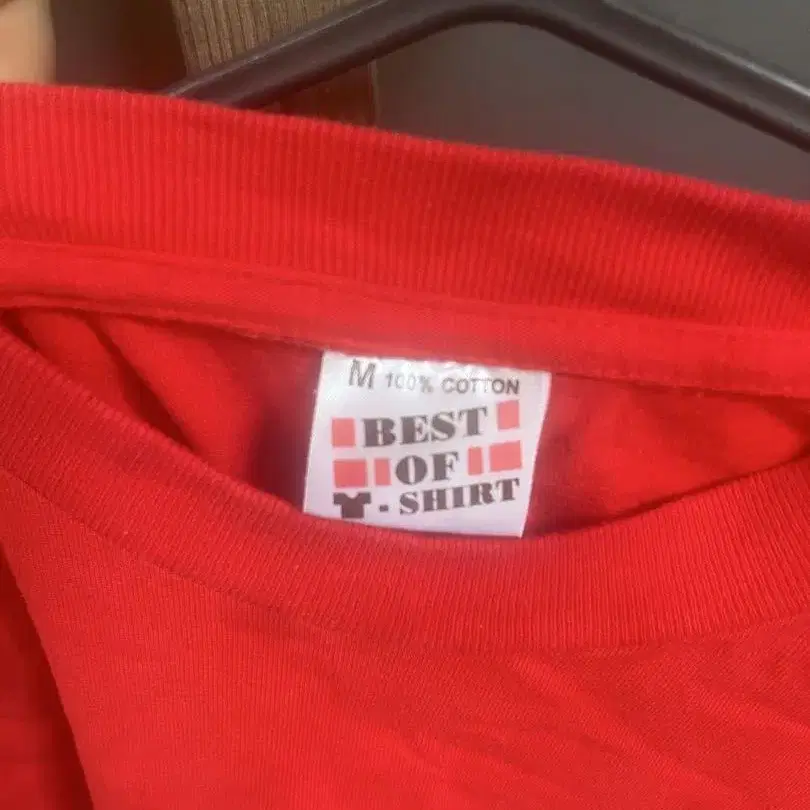 M 100% COTTON
BEST
OF
T-SHIRT